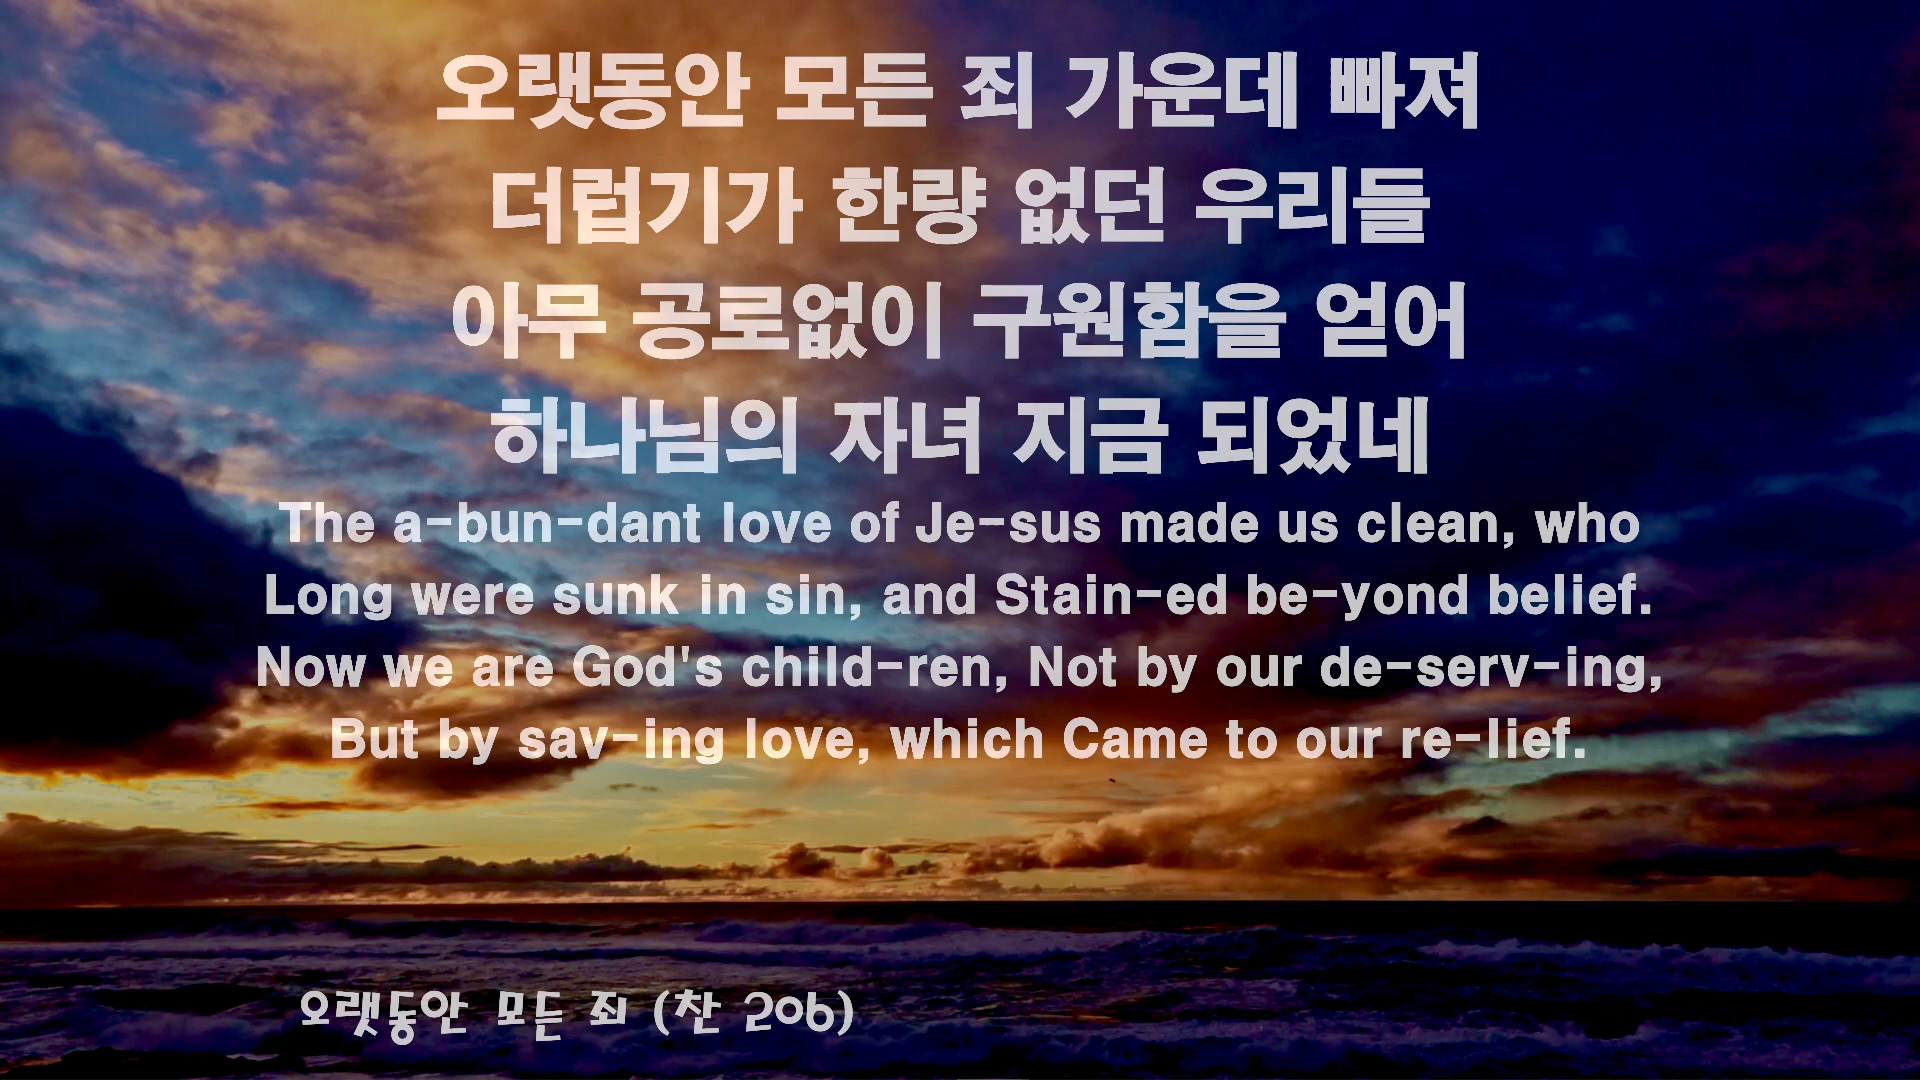 오랫동안 모든 죄 가운데 빠져
더럽기가 한량 없던 우리들
아무 공로없이 구원함을 얻어
하나님의 자녀 지금 되었네
The a-bun-dant love of Je-sus made us clean, who
Long were sunk in sin, and Stain-ed be-yond belief.
Now we are God's child-ren, Not by our de-serv-ing,
But by sav-ing love, which Came to our re-lief.
오랫동안 모든 죄 (찬 206)